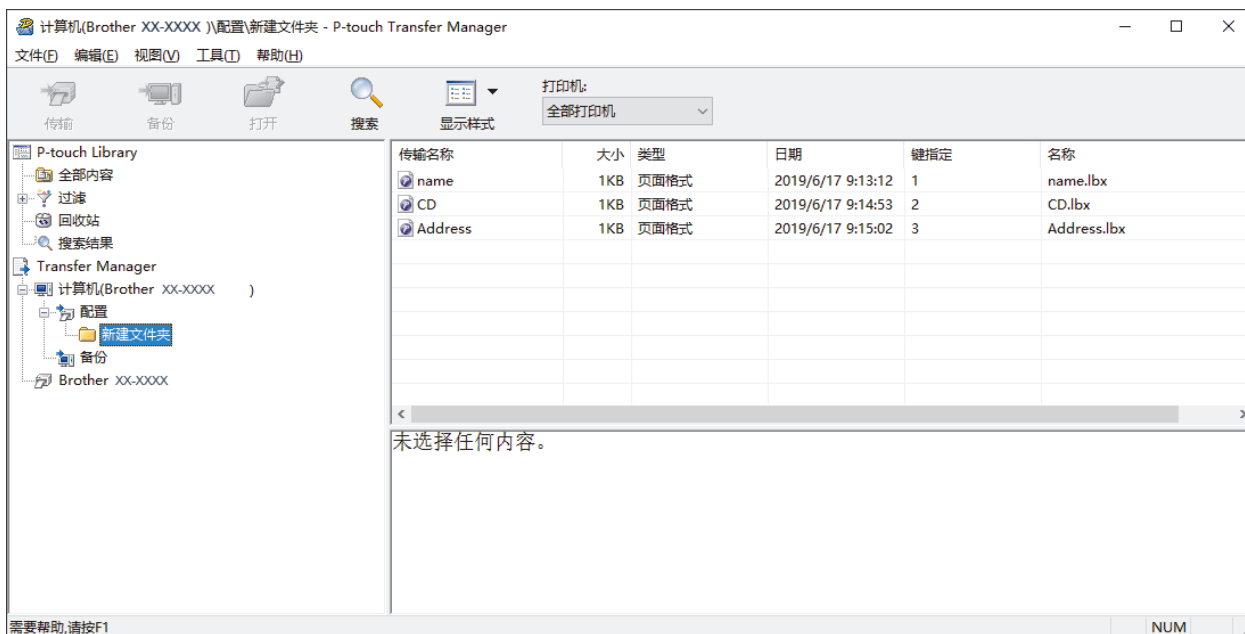 计算机(Brother XX-XXXX )\配置\新建文件夹 - P-touch Transfer Manager
文件(F) 编辑(E) 视图(V) 工具(T) 帮助(H)
传输 备份 打开 搜索 显示样式
打印机:
全部打印机
P-touch Library
全部内容
过滤
回收站
搜索结果
Transfer Manager
计算机(Brother XX-XXXX )
配置
新建文件夹
备份
Brother XX-XXXX
传输名称 大小 类型 日期 键指定 名称
name 1KB 页面格式 2019/6/17 9:13:12 1 name.lbx
CD 1KB 页面格式 2019/6/17 9:14:53 2 CD.lbx
Address 1KB 页面格式 2019/6/17 9:15:02 3 Address.lbx
未选择任何内容。
需要帮助,请按F1 NUM